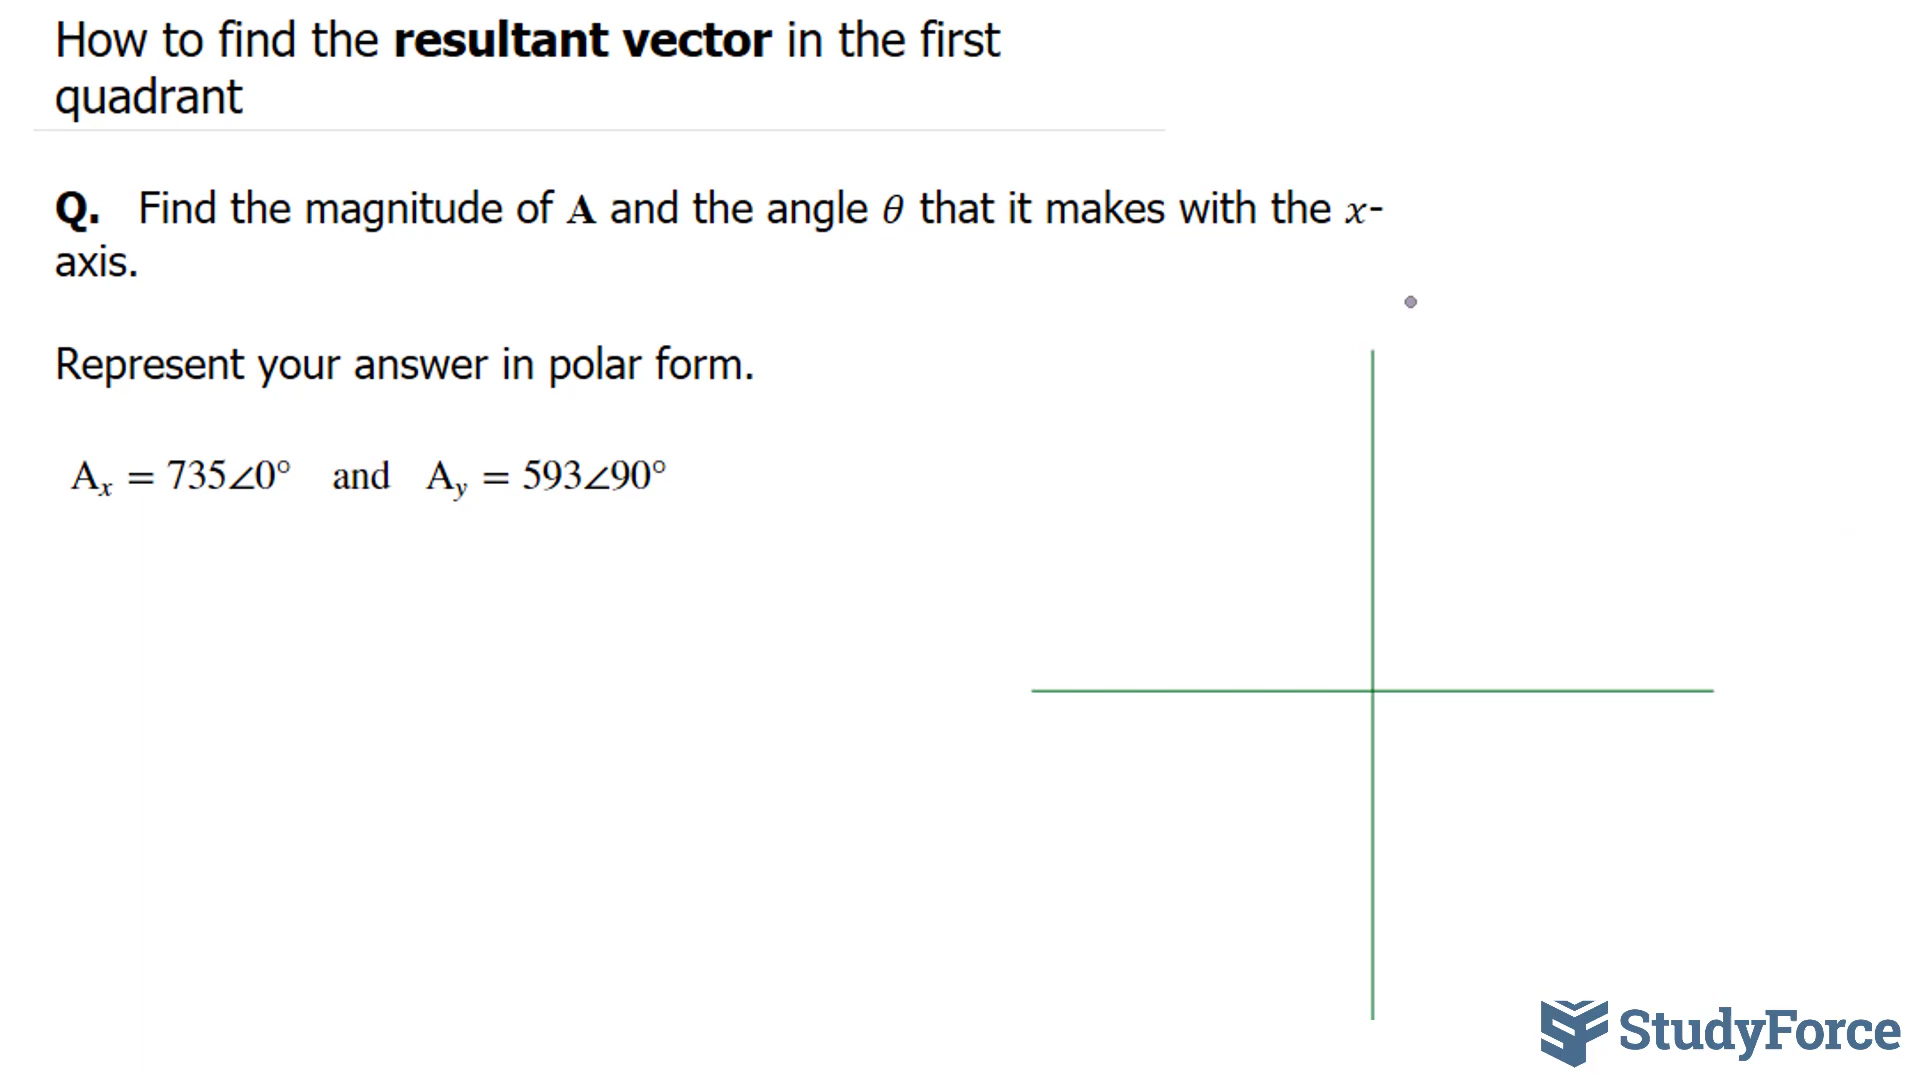 How to find the resultant vector in the first
quadrant
Q. Find the magnitude of A and the angle θ that it makes with the x-
axis.
Represent your answer in polar form.
Aₓ = 735∠0° and A_y = 593∠90°
StudyForce